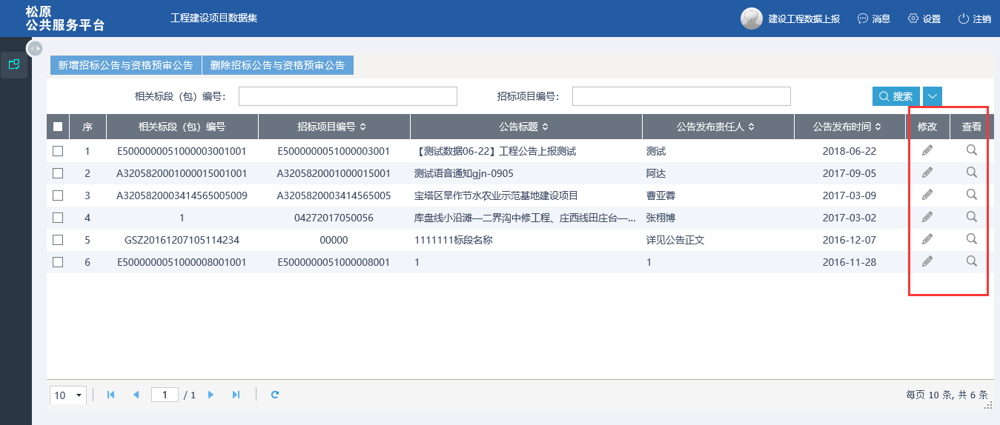 松原
公共服务平台
工程建设项目数据集
建设工程数据上报 消息 设置 注销
新增招标公告与资格预审公告 删除招标公告与资格预审公告
相关标段（包）编号： 招标项目编号： 搜索
序 相关标段（包）编号 招标项目编号 公告标题 公告发布责任人 公告发布时间 修改 查看
1 E5000000051000003001001 E5000000051000003001 【测试数据06-22】工程公告上报测试 测试 2018-06-22
2 A3205820001000015001001 A3205820001000015001 测试语音通知gjn-0905 阿达 2017-09-05
3 A3205820003414565005009 A3205820003414565005 宝塔区旱作节水农业示范基地建设项目 曹亚蓉 2017-03-09
4 1 04272017050056 库盘线小沿滩—二界沟中修工程、庄西线田庄台—... 张栩博 2017-03-02
5 GSZ20161207105114234 00000 1111111标段名称 详见公告正文 2016-12-07
6 E5000000051000008001001 E5000000051000008001 1 1 2016-11-28
10 1 / 1 每页 10 条, 共 6 条